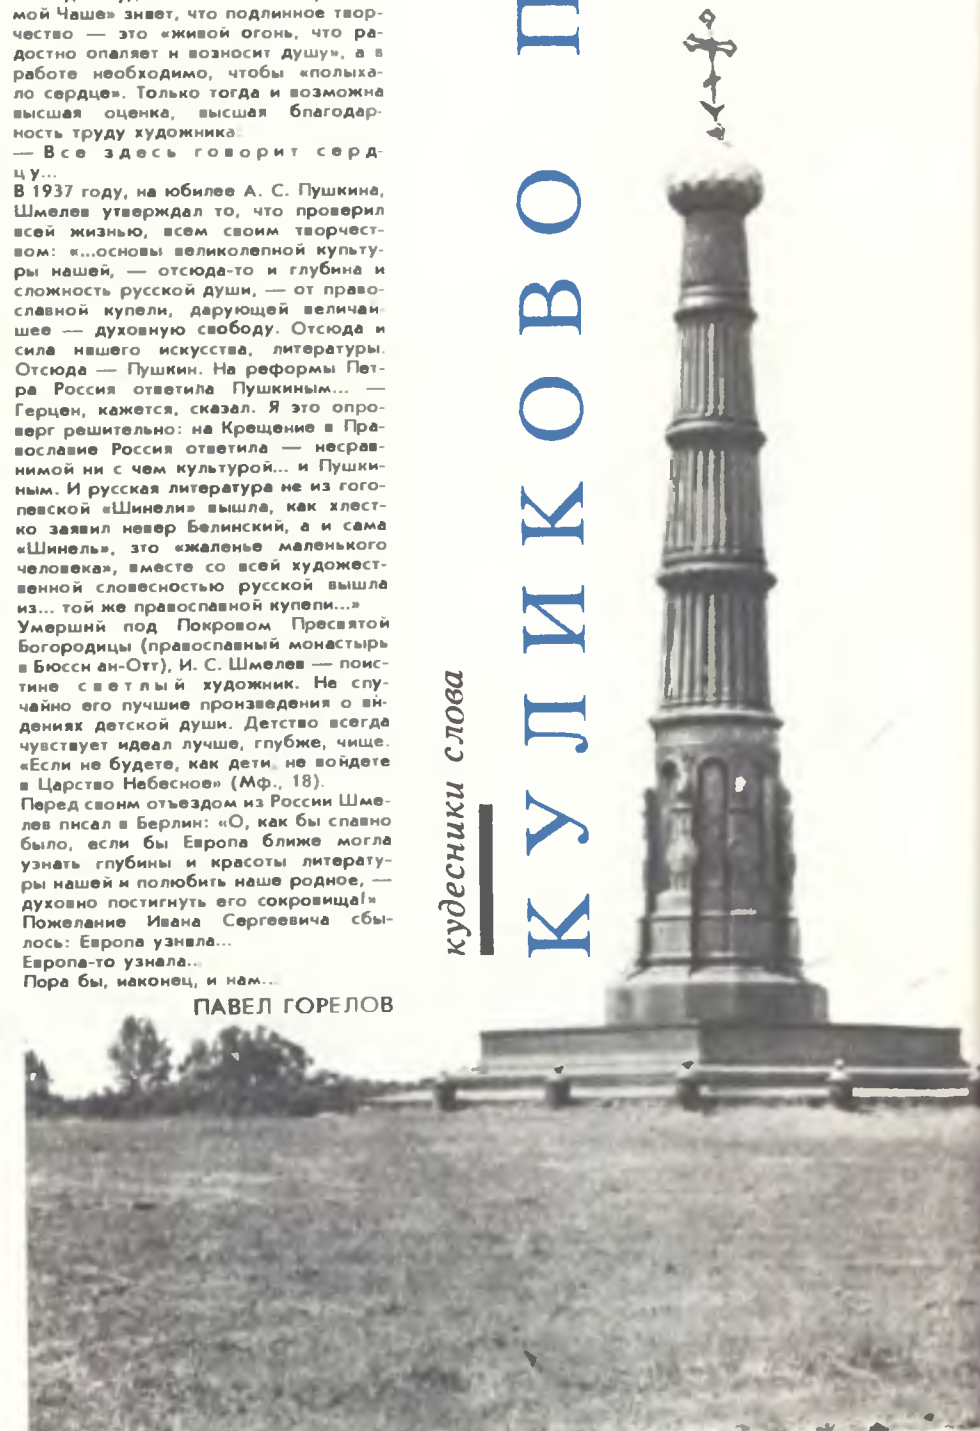 мой Чаше» знает, что подлинное твор-
чество — это «живой огонь, что ра-
достно опаляет и возносит душу», а в
работе необходимо, чтобы «полыха-
ло сердце». Только тогда и возможна
высшая оценка, высшая благодар-
ность труду художника
— Все здесь говорит серд-
цу...
В 1937 году, на юбилее А. С. Пушкина,
Шмелев утверждал то, что проверил
всей жизнью, всем своим творчест-
вом: «...основы великолепной культу-
ры нашей, — отсюда-то и глубина и
сложность русской души, — от право-
славной купели, дарующей величай
шее — духовную свободу. Отсюда и
сила нашего искусства, литературы.
Отсюда — Пушкин. На реформы Пет-
ра Россия ответила Пушкиным... —
Герцен, кажется, сказал. Я это опро-
верг решительно: на Крещение в Пра-
вославие Россия ответила — несрав-
нимой ни с чем культурой... и Пушки-
ным. И русская литература не из гого-
левской «Шинели» вышла, как хлест-
ко заявил невер Белинский, а и сама
«Шинель», это «жаленье маленького
человека», вместе со всей художест-
венной словесностью русской вышла
из... той же православной купели...»
Умерший под Покровом Пресвятой
Богородицы (православный монастырь
в Бюсси ан-Отт), И. С. Шмелев — поис-
тине светлый художник. Не слу-
чайно его лучшие произведения о ви-
дениях детской души. Детство всегда
чувствует идеал лучше, глубже, чище.
«Если не будете, как дети, не войдете
в Царство Небесное» (Мф., 18).
Перед своим отъездом из России Шме-
лев писал в Берлин: «О, как бы славно
было, если бы Европа ближе могла
узнать глубины и красоты литерату-
ры нашей и полюбить наше родное, —
духовно постигнуть его сокровища!»
Пожелание Ивана Сергеевича сбы-
лось: Европа узнала...
Европа-то узнала...
Пора бы, наконец, и нам...
ПАВЕЛ ГОРЕЛОВ
кудесники слова
КУЛИКОВО П